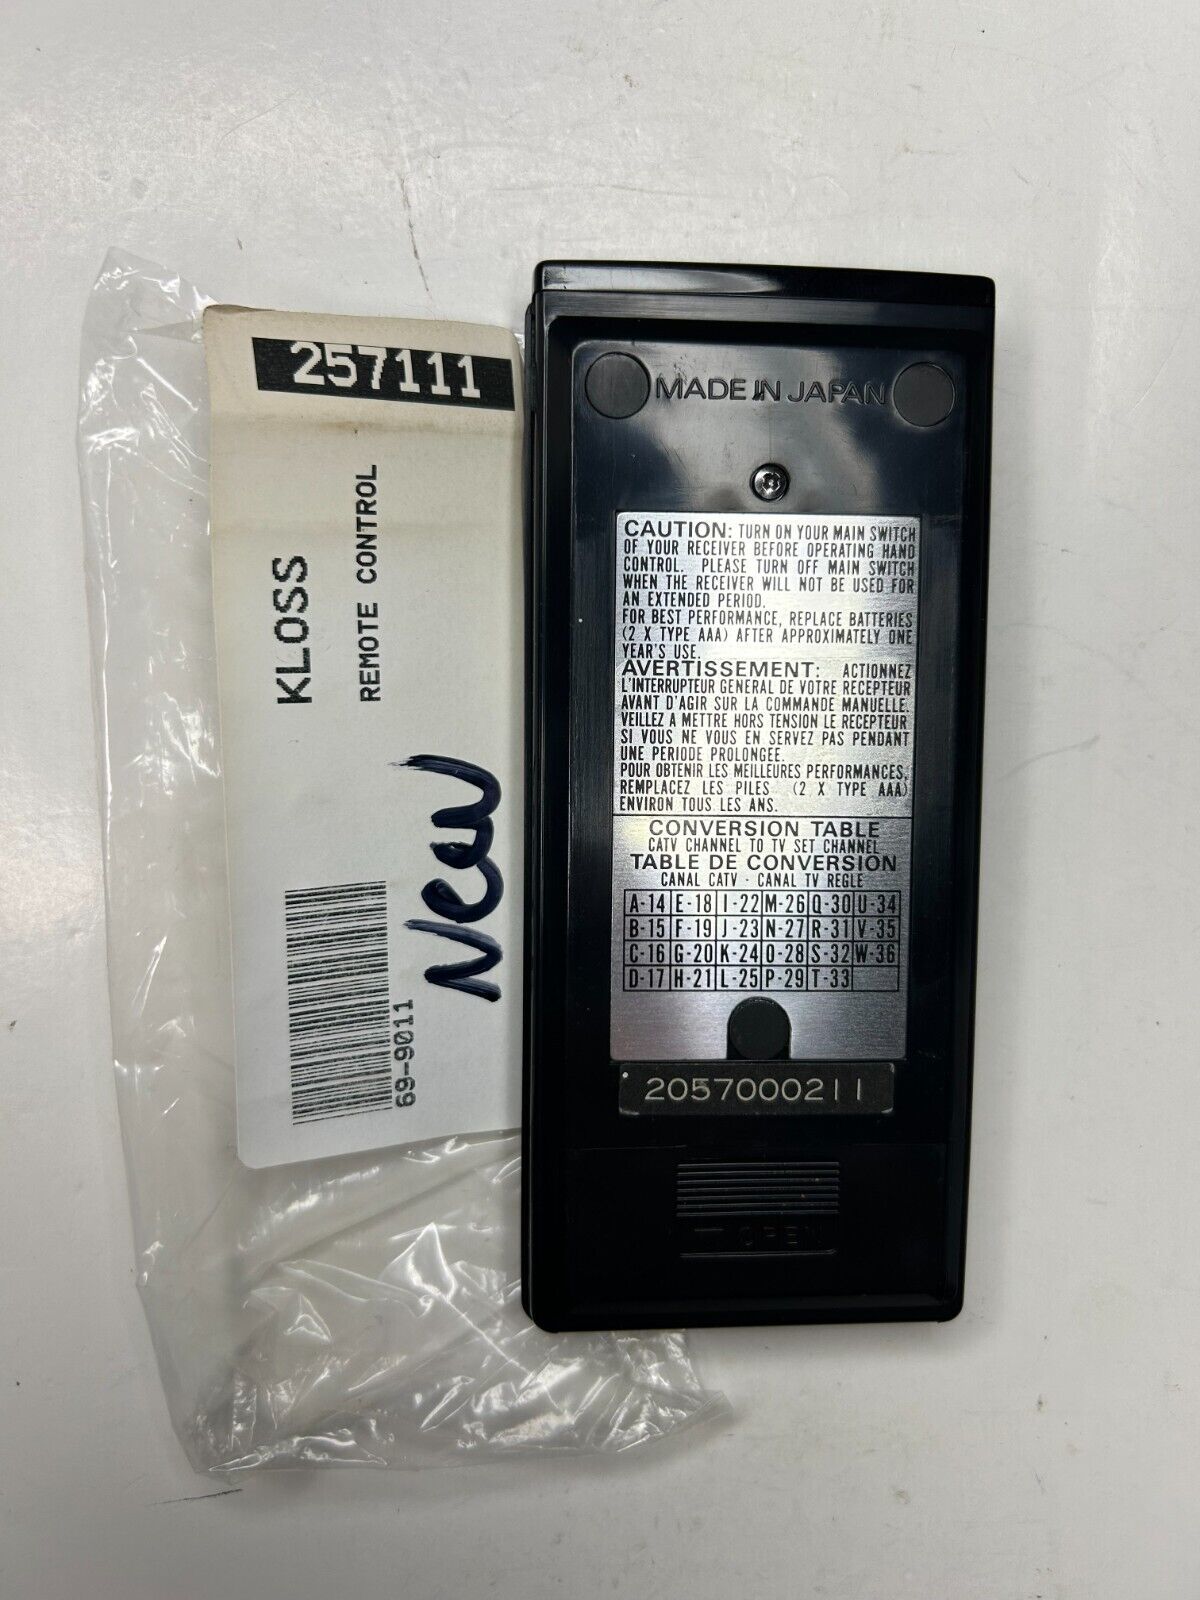 257111
KLOSS
REMOTE CONTROL
New
69-9011
MADE IN JAPAN
CAUTION: TURN ON YOUR MAIN SWITCH
OF YOUR RECEIVER BEFORE OPERATING HAND
CONTROL. PLEASE TURN OFF MAIN SWITCH
WHEN THE RECEIVER WILL NOT BE USED FOR
AN EXTENDED PERIOD.
FOR BEST PERFORMANCE, REPLACE BATTERIES
(2 X TYPE AAA) AFTER APPROXIMATELY ONE
YEAR'S USE.
AVERTISSEMENT: ACTIONNEZ
L'INTERRUPTEUR GENERAL DE VOTRE RECEPTEUR
AVANT D'AGIR SUR LA COMMANDE MANUELLE.
VEILLEZ A METTRE HORS TENSION LE RECEPTEUR
SI VOUS NE VOUS EN SERVEZ PAS PENDANT
UNE PERIODE PROLONGEE.
POUR OBTENIR LES MEILLEURES PERFORMANCES,
REMPLACEZ LES PILES (2 X TYPE AAA)
ENVIRON TOUS LES ANS.
CONVERSION TABLE
CATV CHANNEL TO TV SET CHANNEL
TABLE DE CONVERSION
CANAL CATV - CANAL TV REGLE
A-14 E-18 I-22 M-26 Q-30 U-34
B-15 F-19 J-23 N-27 R-31 V-35
C-16 G-20 K-24 O-28 S-32 W-36
D-17 H-21 L-25 P-29 T-33
2057000211
OPEN